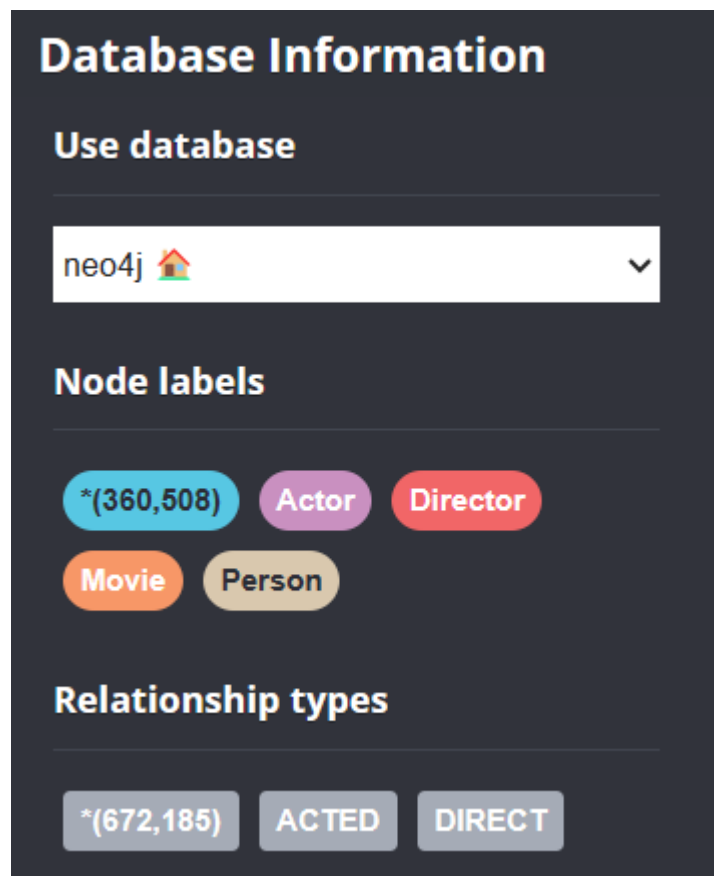 Database Information
Use database
neo4j 🏠
Node labels
*(360,508) Actor Director
Movie Person
Relationship types
*(672,185) ACTED DIRECT